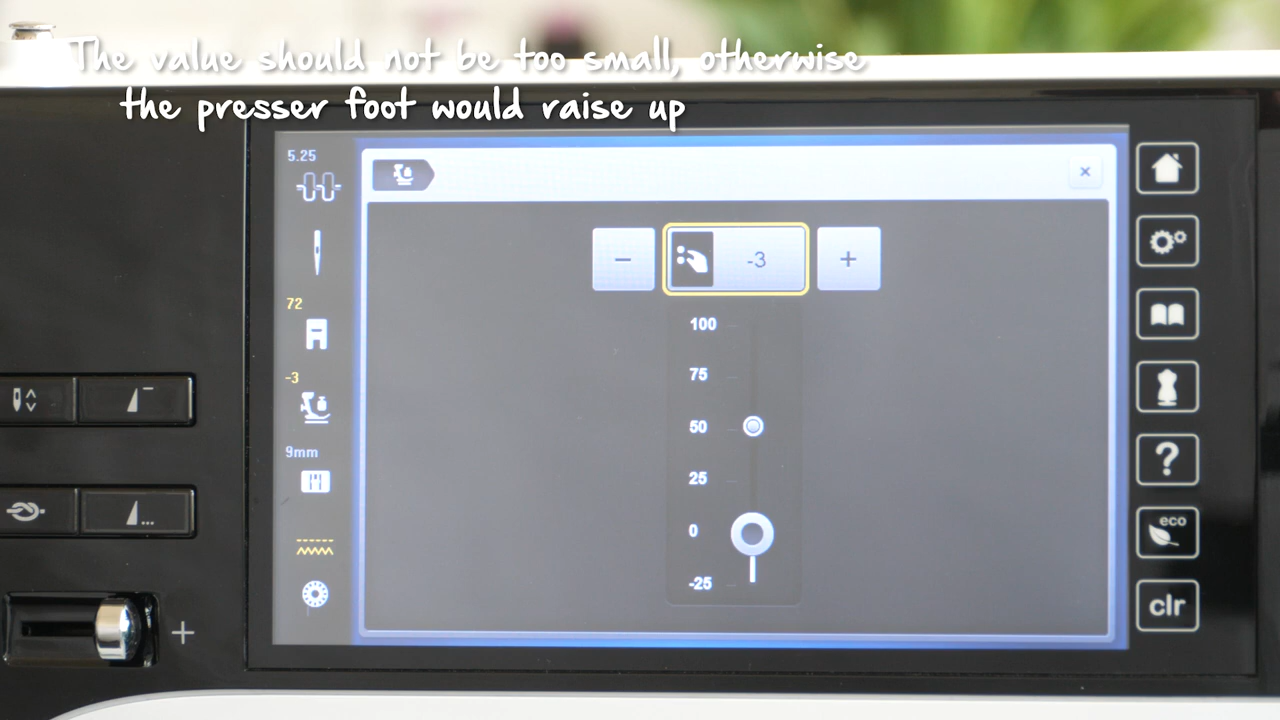 The value should not be too small, otherwise
the presser foot would raise up
5.25
72
-3
9mm
− -3 +
100
75
50
25
0
-25
×
?
eco
clr
+